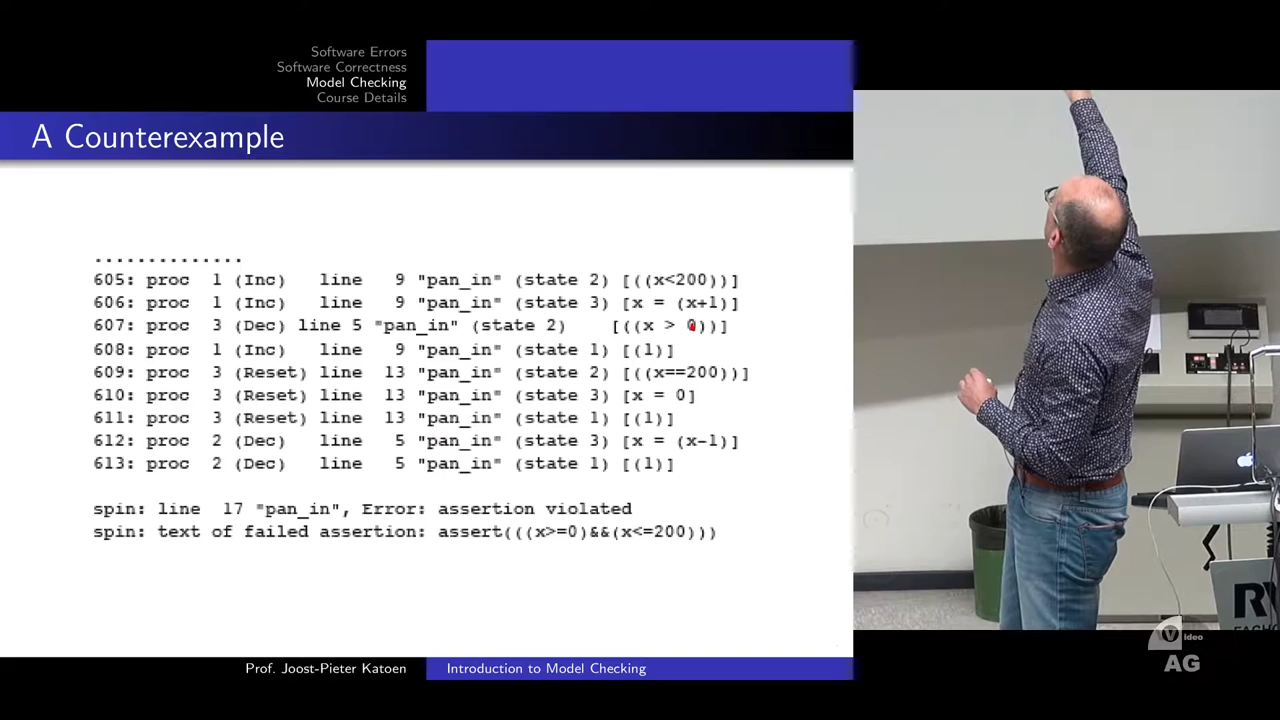 Software Errors
Software Correctness
Model Checking
Course Details
A Counterexample
..............
605: proc 1 (Inc) line 9 "pan_in" (state 2) [((x<200))]
606: proc 1 (Inc) line 9 "pan_in" (state 3) [x = (x+1)]
607: proc 3 (Dec) line 5 "pan_in" (state 2) [((x > 0))]
608: proc 1 (Inc) line 9 "pan_in" (state 1) [(1)]
609: proc 3 (Reset) line 13 "pan_in" (state 2) [((x==200))]
610: proc 3 (Reset) line 13 "pan_in" (state 3) [x = 0]
611: proc 3 (Reset) line 13 "pan_in" (state 1) [(1)]
612: proc 2 (Dec) line 5 "pan_in" (state 3) [x = (x-1)]
613: proc 2 (Dec) line 5 "pan_in" (state 1) [(1)]
spin: line 17 "pan_in", Error: assertion violated
spin: text of failed assertion: assert(((x>=0)&&(x<=200)))
Prof. Joost-Pieter Katoen
Introduction to Model Checking
Video
AG